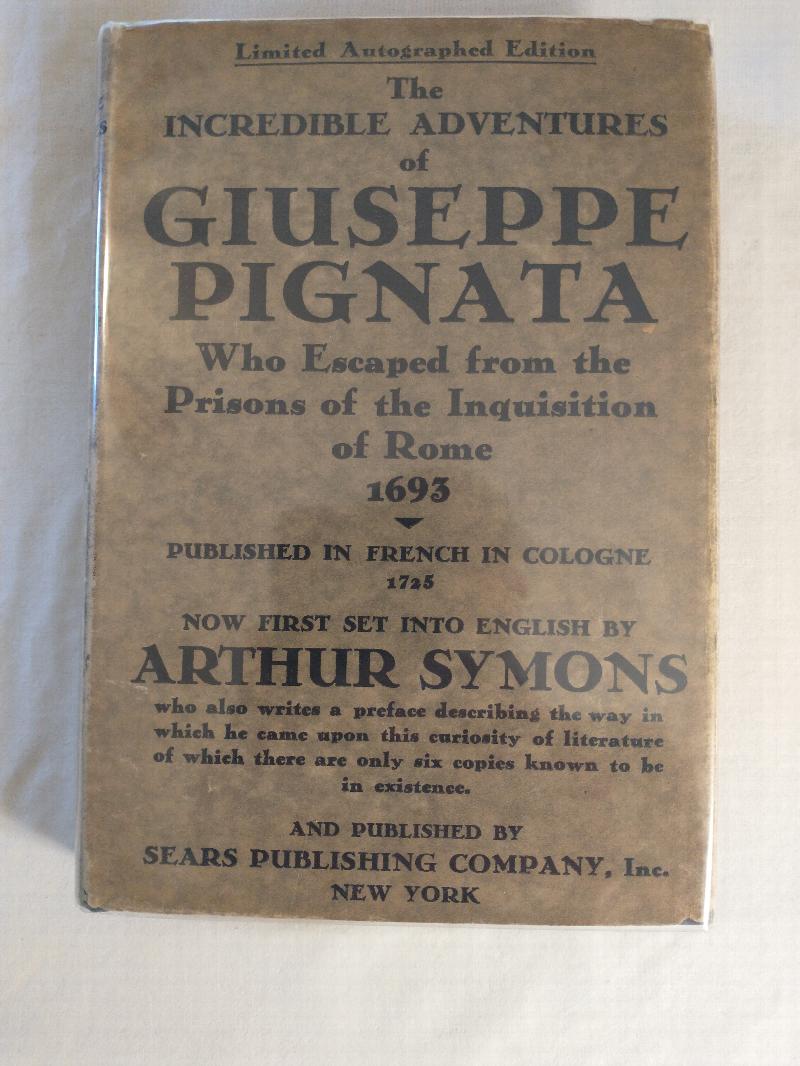 Limited Autographed Edition
The
INCREDIBLE ADVENTURES
of
GIUSEPPE
PIGNATA
Who Escaped from the
Prisons of the Inquisition
of Rome
1693
PUBLISHED IN FRENCH IN COLOGNE
1725
NOW FIRST SET INTO ENGLISH BY
ARTHUR SYMONS
who also writes a preface describing the way in
which he came upon this curiosity of literature
of which there are only six copies known to be
in existence.
AND PUBLISHED BY
SEARS PUBLISHING COMPANY, Inc.
NEW YORK